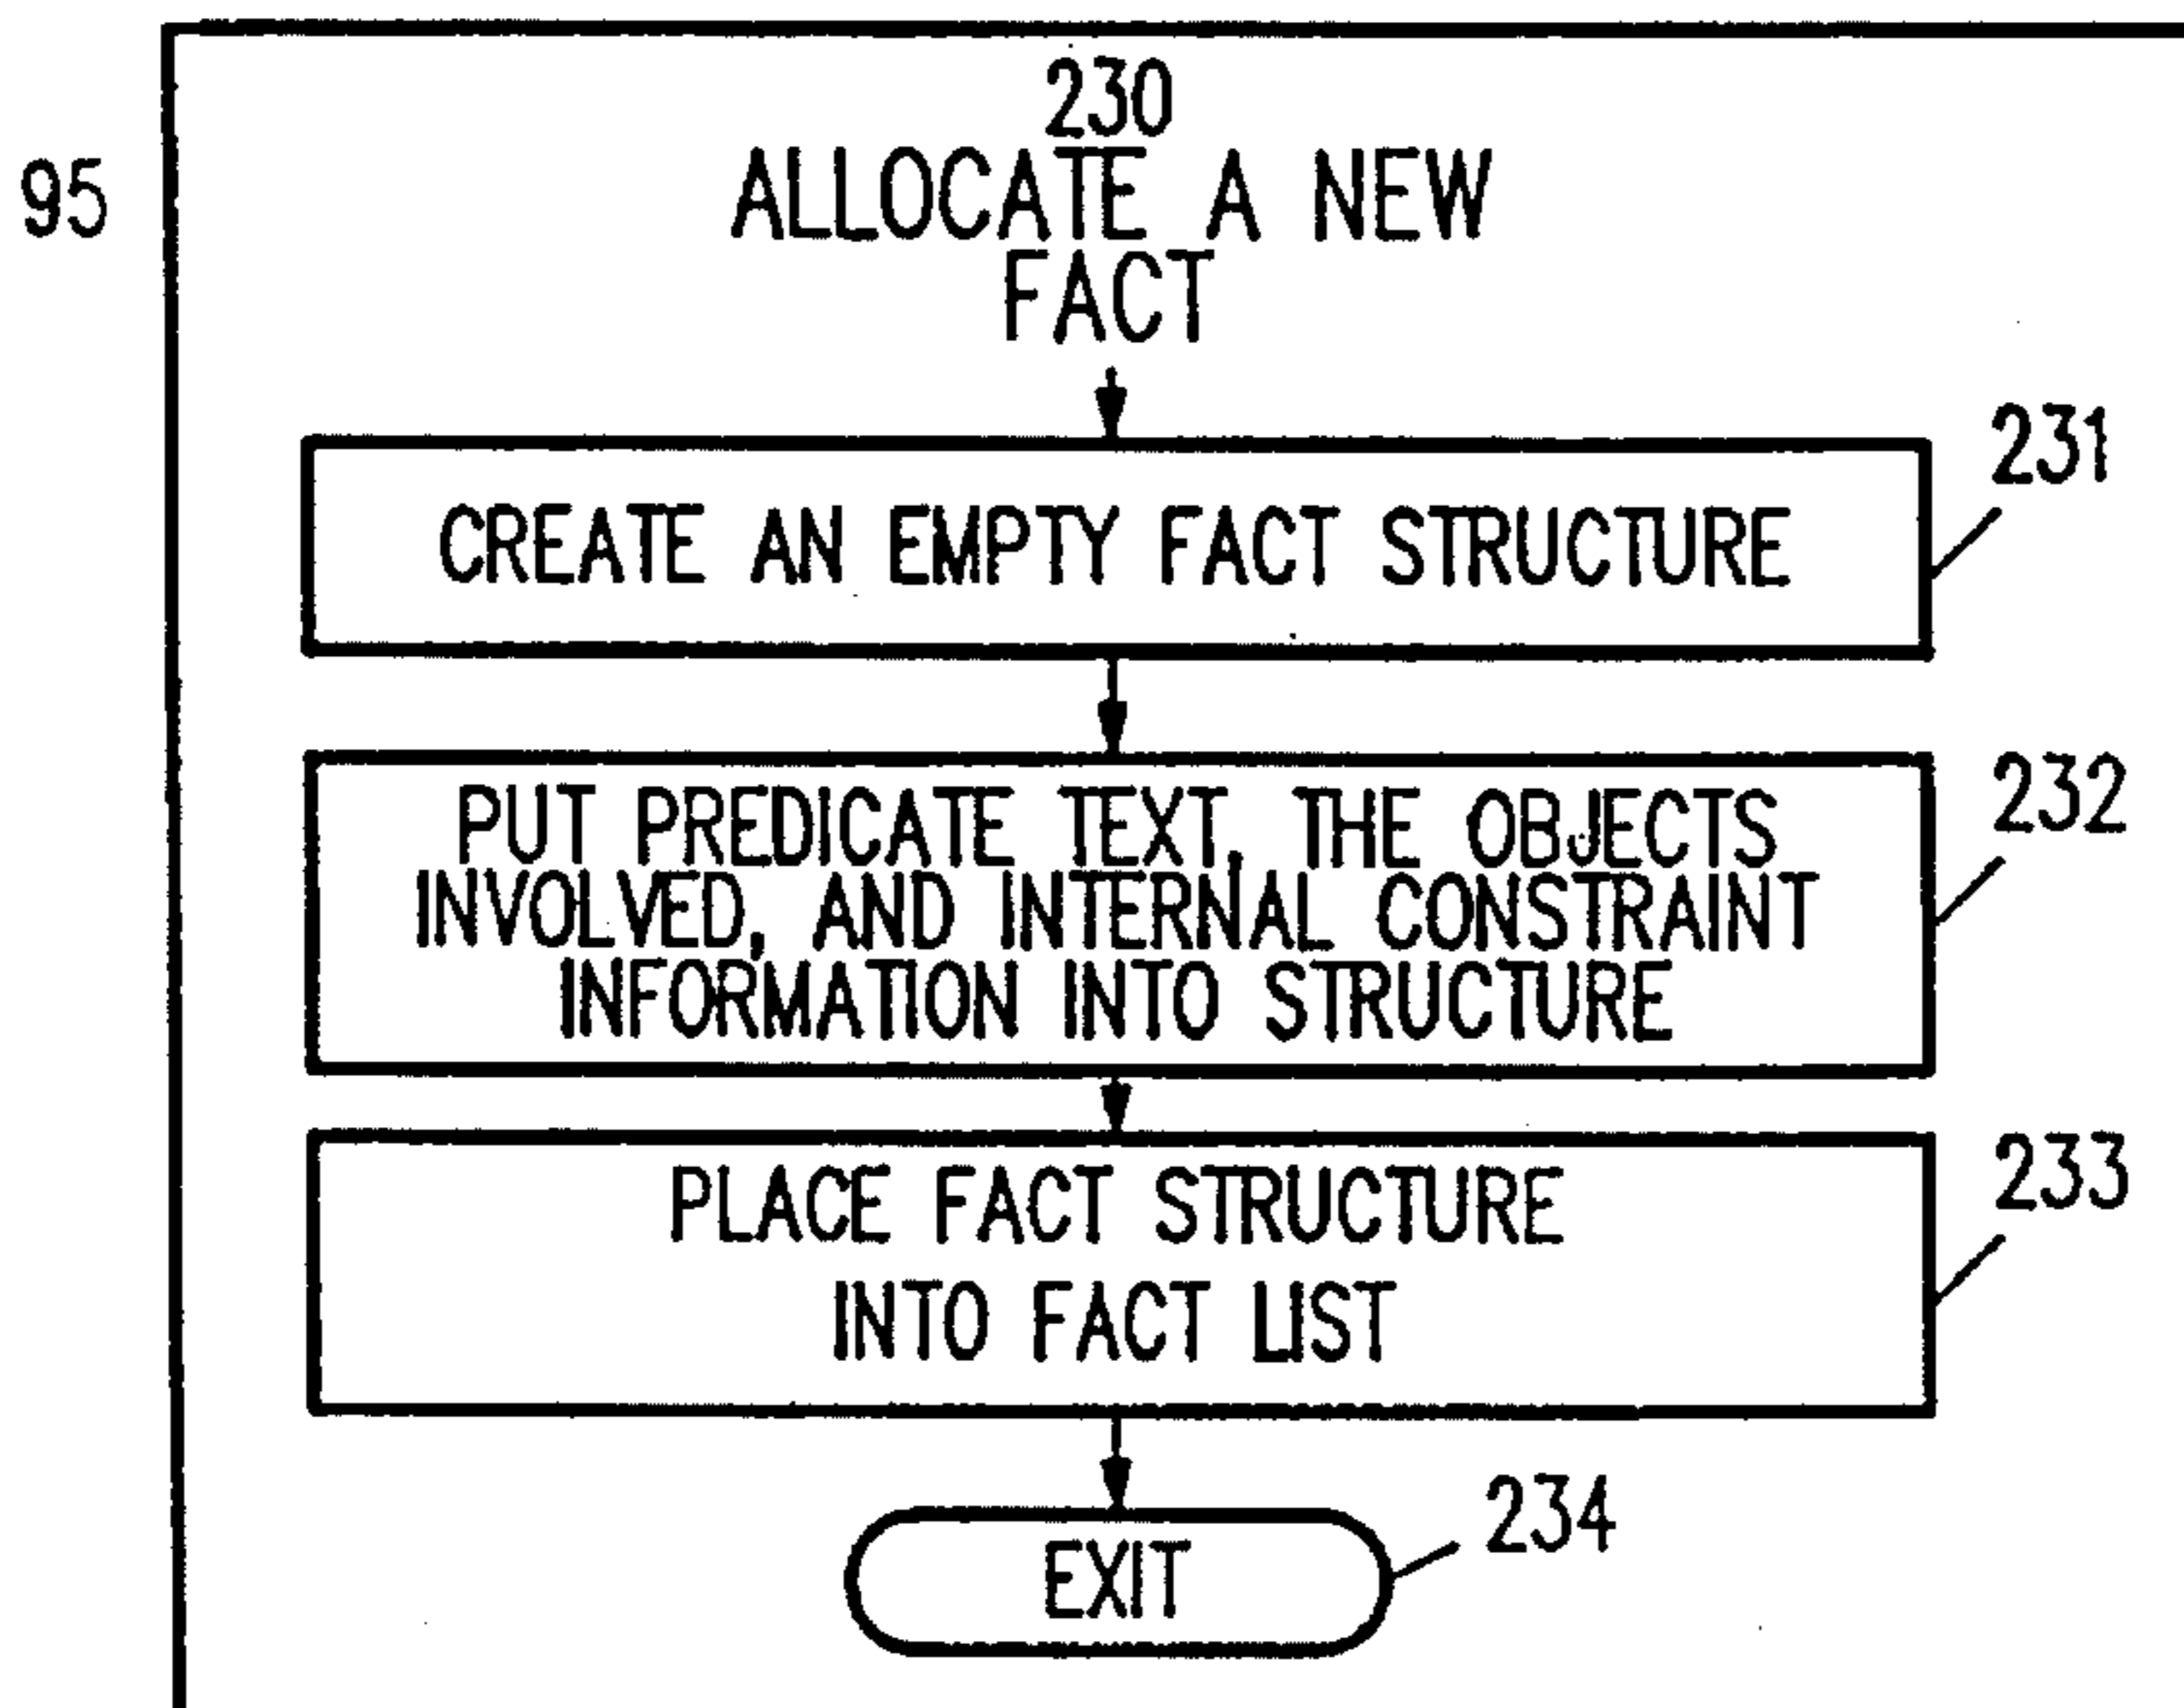 230
95
ALLOCATE A NEW
FACT
231
CREATE AN EMPTY FACT STRUCTURE
232
PUT PREDICATE TEXT, THE OBJECTS
INVOLVED, AND INTERNAL CONSTRAINT
INFORMATION INTO STRUCTURE
233
PLACE FACT STRUCTURE
INTO FACT LIST
234
EXIT